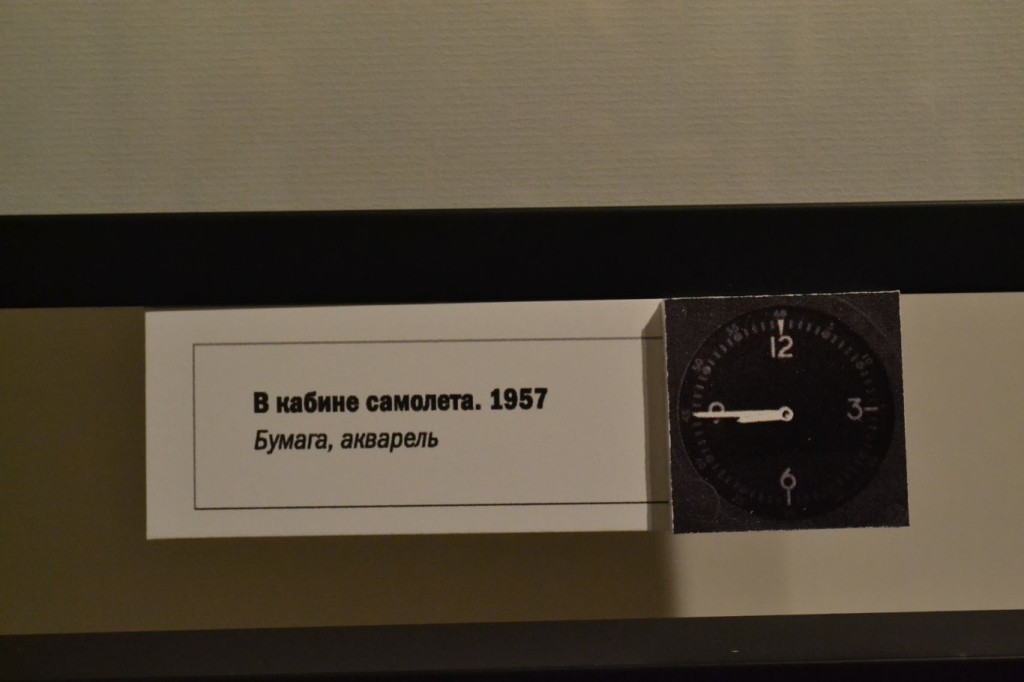 В кабине самолета. 1957
Бумага, акварель
12
9
3
6